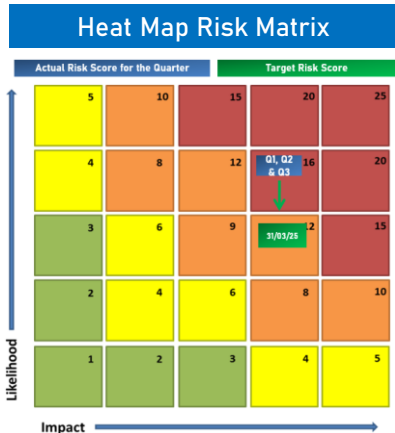 Heat Map Risk Matrix
Actual Risk Score for the Quarter
Target Risk Score
5 10 15 20 25
4 8 12 16 20
Q1, Q2
& Q3
3 6 9 12 15
31/03/25
2 4 6 8 10
1 2 3 4 5
Likelihood
Impact